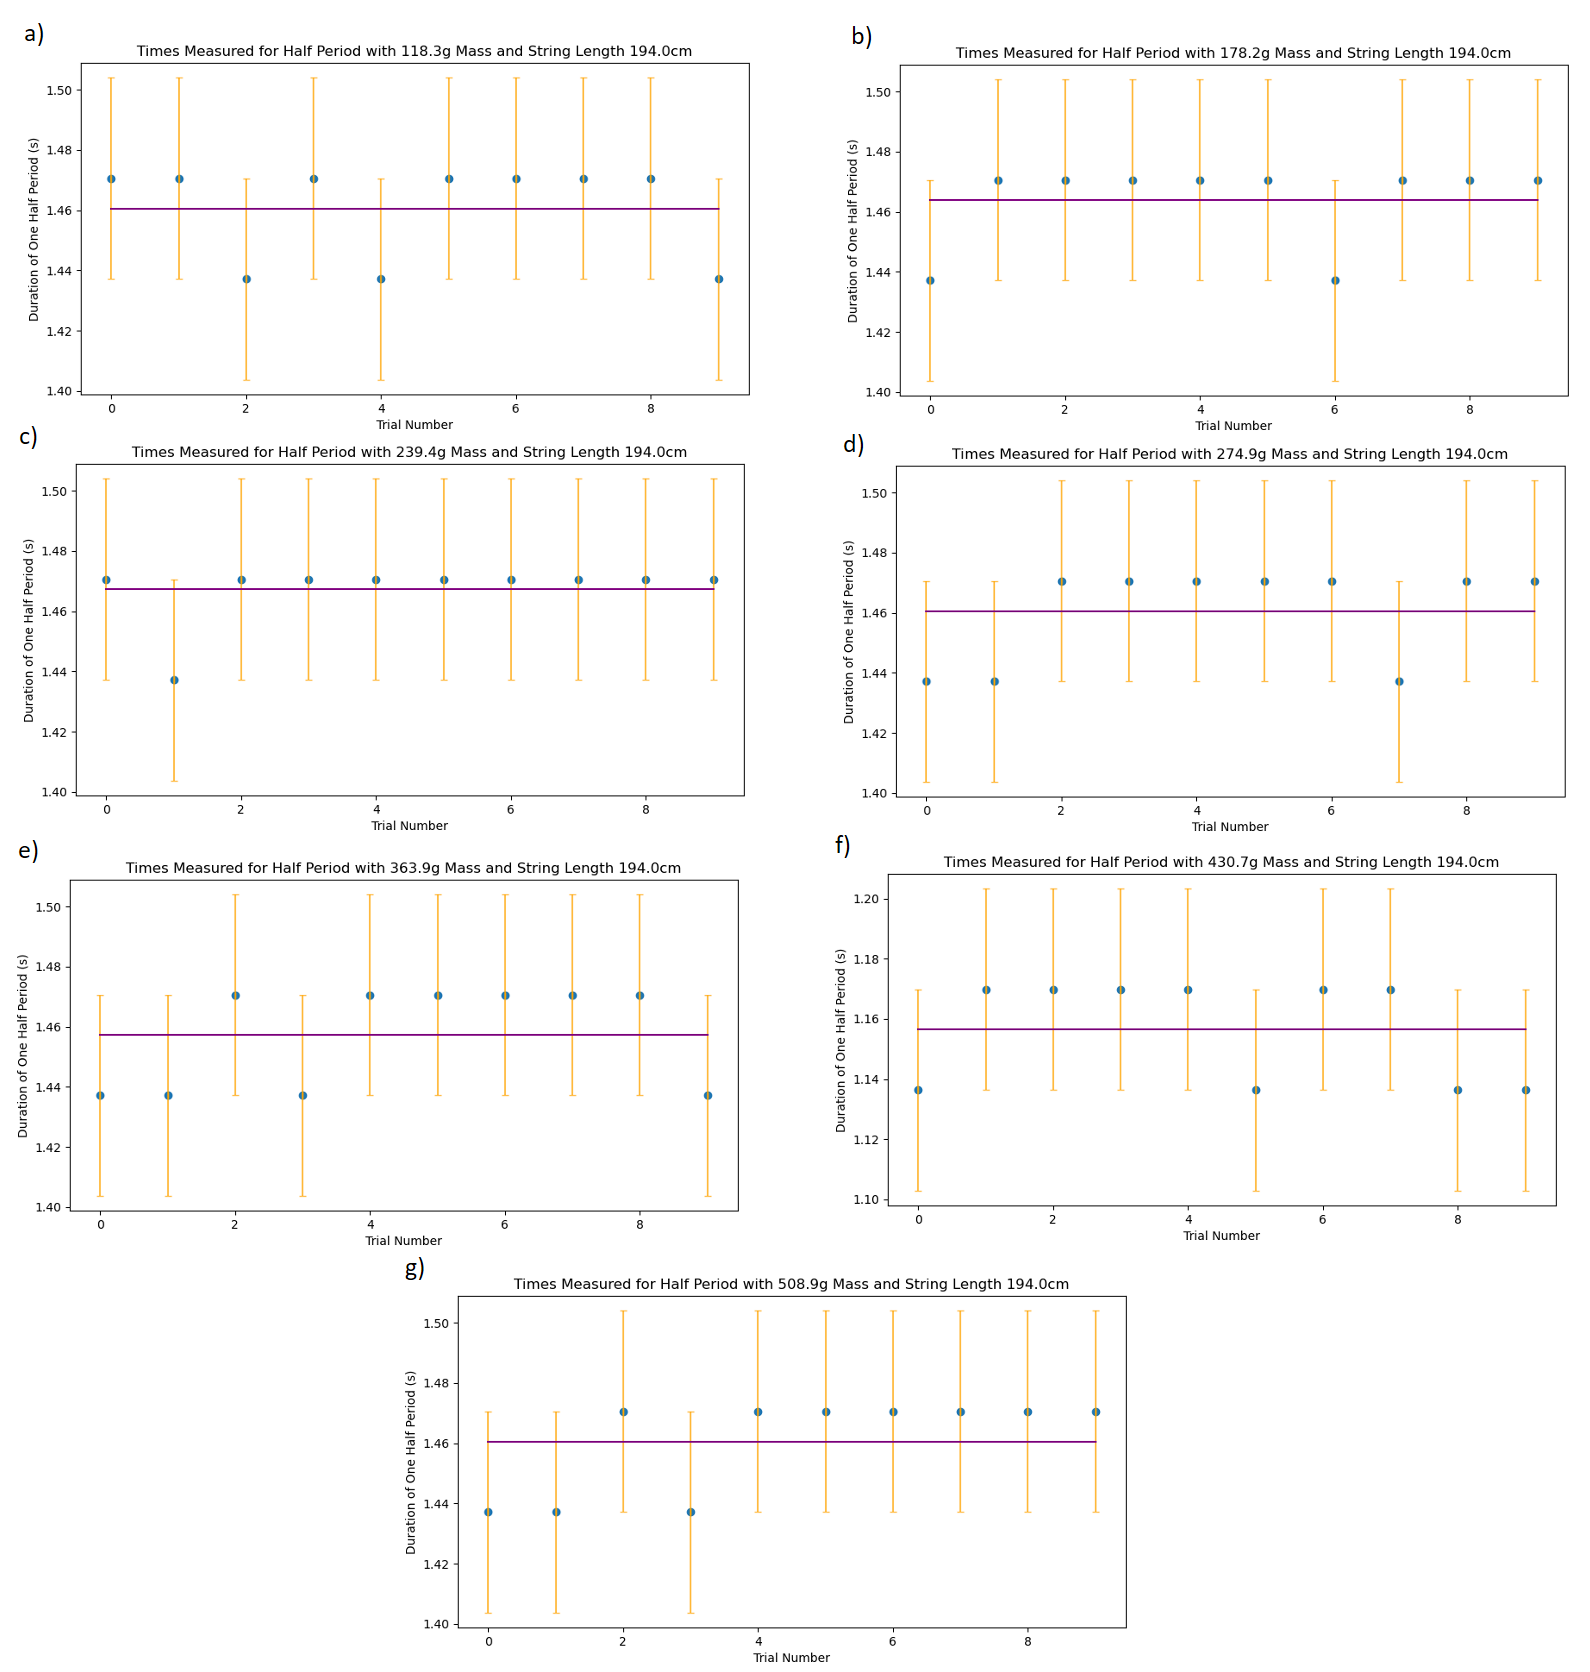 a)
Times Measured for Half Period with 118.3g Mass and String Length 194.0cm
Duration of One Half Period (s)
1.50
1.48
1.46
1.44
1.42
1.40
0 2 4 6 8
Trial Number
b)
Times Measured for Half Period with 178.2g Mass and String Length 194.0cm
Duration of One Half Period (s)
1.50
1.48
1.46
1.44
1.42
1.40
0 2 4 6 8
Trial Number
c)
Times Measured for Half Period with 239.4g Mass and String Length 194.0cm
Duration of One Half Period (s)
1.50
1.48
1.46
1.44
1.42
1.40
0 2 4 6 8
Trial Number
d)
Times Measured for Half Period with 274.9g Mass and String Length 194.0cm
Duration of One Half Period (s)
1.50
1.48
1.46
1.44
1.42
1.40
0 2 4 6 8
Trial Number
e)
Times Measured for Half Period with 363.9g Mass and String Length 194.0cm
Duration of One Half Period (s)
1.50
1.48
1.46
1.44
1.42
1.40
0 2 4 6 8
Trial Number
f)
Times Measured for Half Period with 430.7g Mass and String Length 194.0cm
Duration of One Half Period (s)
1.20
1.18
1.16
1.14
1.12
1.10
0 2 4 6 8
Trial Number
g)
Times Measured for Half Period with 508.9g Mass and String Length 194.0cm
Duration of One Half Period (s)
1.50
1.48
1.46
1.44
1.42
1.40
0 2 4 6 8
Trial Number